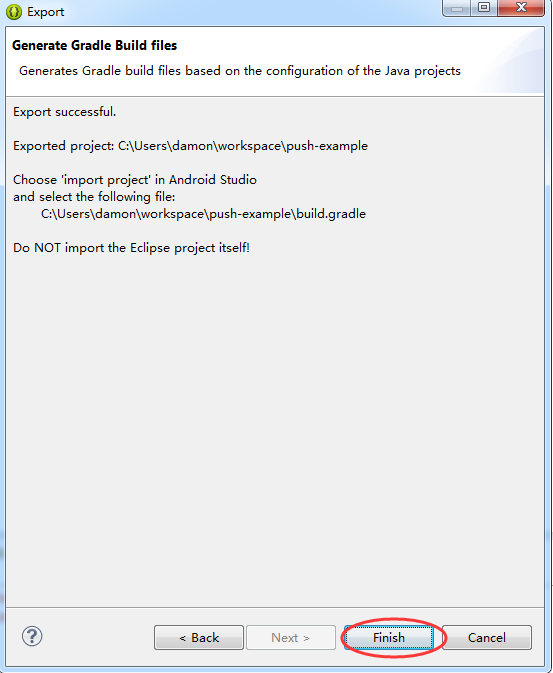 Export
Generate Gradle Build files
Generates Gradle build files based on the configuration of the Java projects
Export successful.
Exported project: C:\Users\damon\workspace\push-example
Choose 'import project' in Android Studio
and select the following file:
C:\Users\damon\workspace\push-example\build.gradle
Do NOT import the Eclipse project itself!
?
< Back
Next >
Finish
Cancel